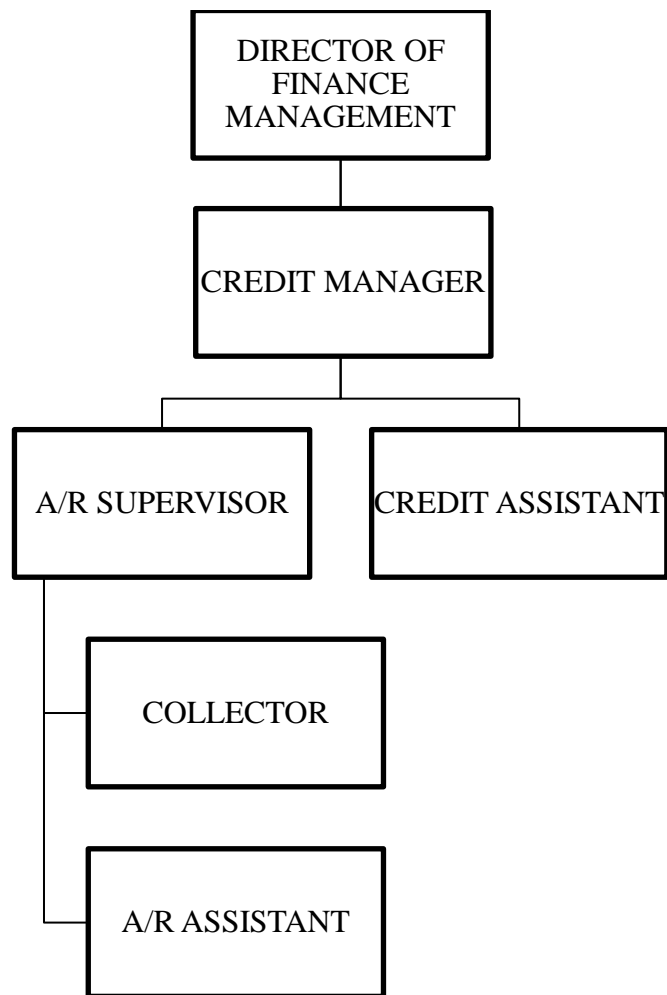 DIRECTOR OF
FINANCE
MANAGEMENT
CREDIT MANAGER
A/R SUPERVISOR
CREDIT ASSISTANT
COLLECTOR
A/R ASSISTANT